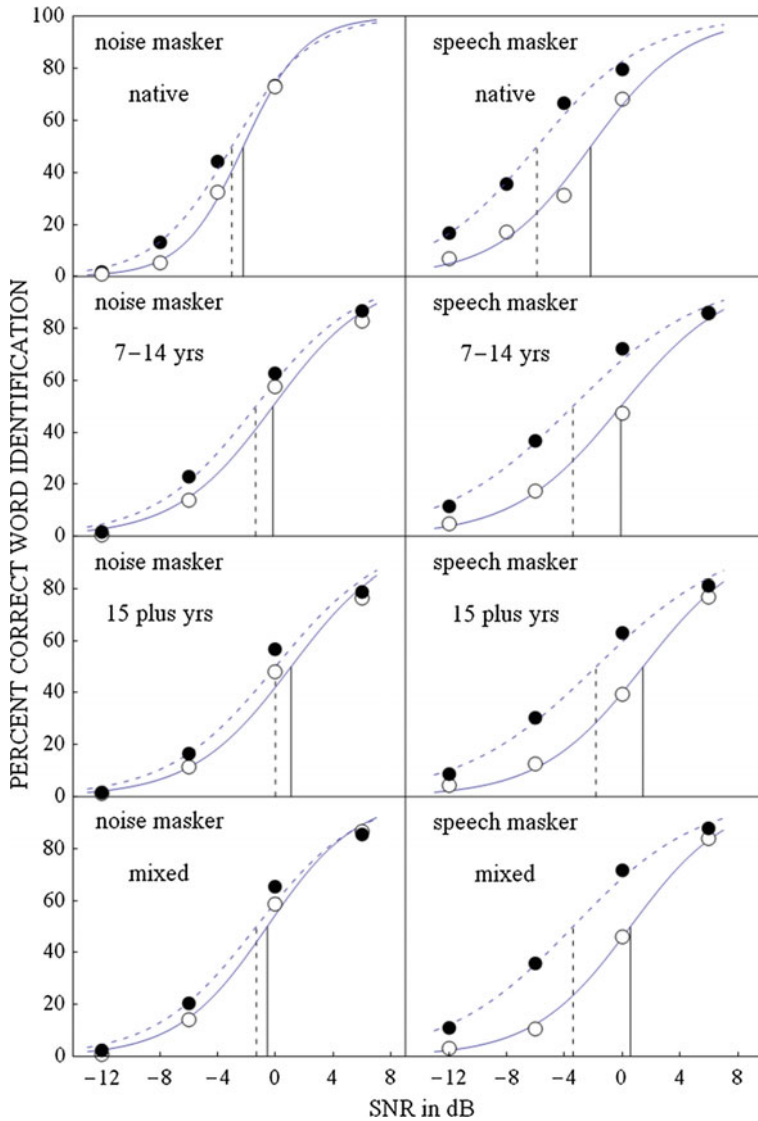 PERCENT CORRECT WORD IDENTIFICATION
100
80
60
40
20
0
noise masker
native
speech masker
native
80
60
40
20
0
noise masker
7–14 yrs
speech masker
7–14 yrs
80
60
40
20
0
noise masker
15 plus yrs
speech masker
15 plus yrs
80
60
40
20
0
noise masker
mixed
speech masker
mixed
−12 −8 −4 0 4 8 −12 −8 −4 0 4 8
SNR in dB